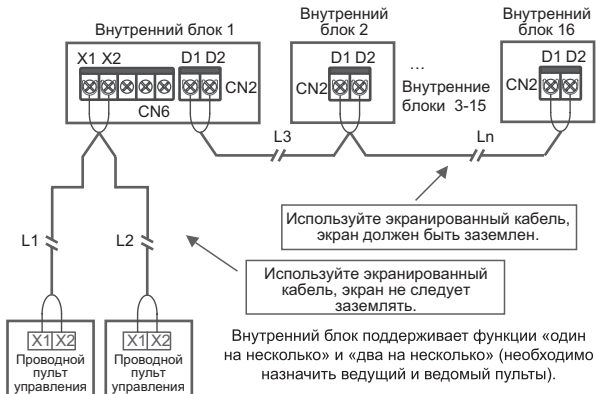 Внутренний блок 1
Внутренний
блок 2
Внутренний
блок 16
X1 X2
D1 D2
CN2
CN6
D1 D2
CN2
...
Внутренние
блоки 3-15
D1 D2
CN2
L3
Ln
Используйте экранированный кабель,
экран должен быть заземлен.
L1
L2
Используйте экранированный
кабель, экран не следует
заземлять.
X1 X2
Проводной
пульт
управления
X1 X2
Проводной
пульт
управления
Внутренний блок поддерживает функции «один
на несколько» и «два на несколько» (необходимо
назначить ведущий и ведомый пульты).